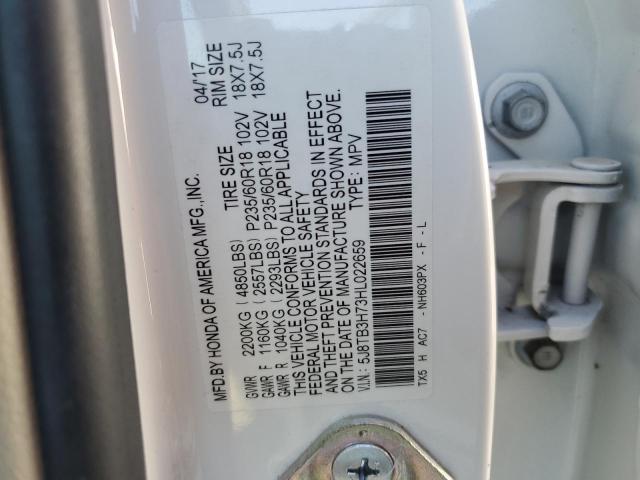 MFD.BY HONDA OF AMERICA MFG.,INC. 04/17
TIRE SIZE RIM SIZE
GVWR 2200KG (4850LBS)
GAWR F 1160KG (2557LBS) P235/60R18 102V 18X7.5J
GAWR R 1040KG (2293LBS) P235/60R18 102V 18X7.5J
THIS VEHICLE CONFORMS TO ALL APPLICABLE
FEDERAL MOTOR VEHICLE SAFETY
AND THEFT PREVENTION STANDARDS IN EFFECT
ON THE DATE OF MANUFACTURE SHOWN ABOVE.
V.I.N.: 5J8TB3H73HL022659 TYPE: MPV
TX5 H AC7 - NH603PX - F - L